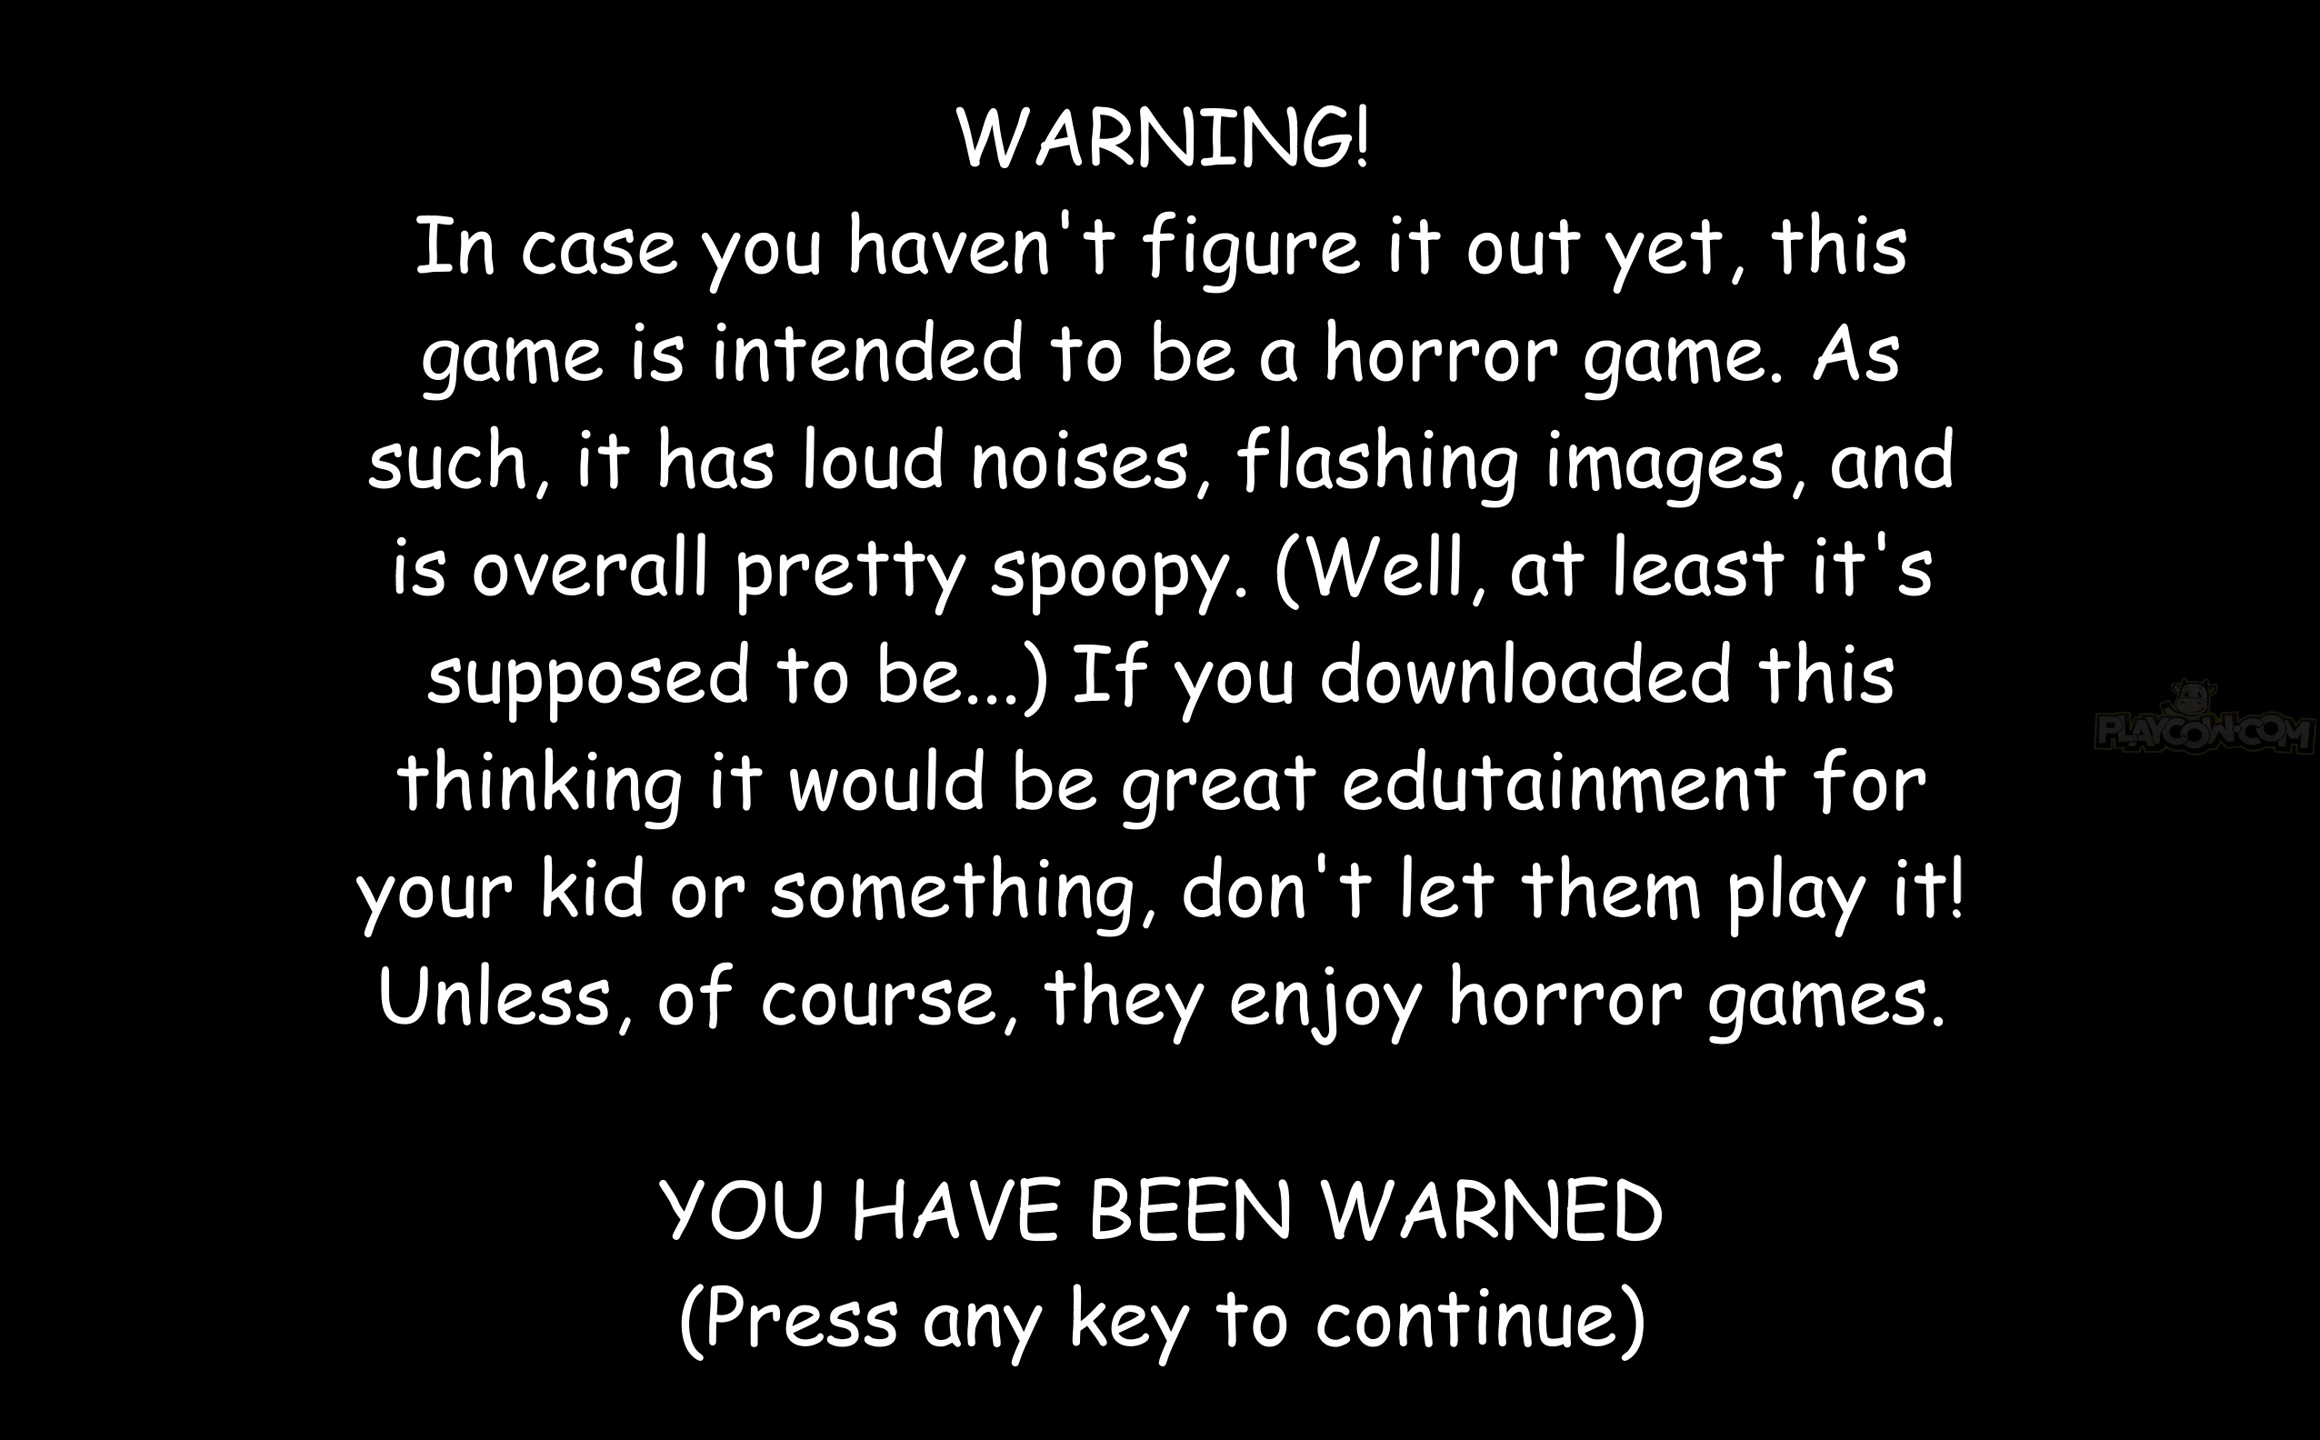 WARNING!
In case you haven't figure it out yet, this
game is intended to be a horror game. As
such, it has loud noises, flashing images, and
is overall pretty spoopy. (Well, at least it's
supposed to be...) If you downloaded this
thinking it would be great edutainment for
your kid or something, don't let them play it!
Unless, of course, they enjoy horror games.
YOU HAVE BEEN WARNED
(Press any key to continue)
PLAYCOW.COM